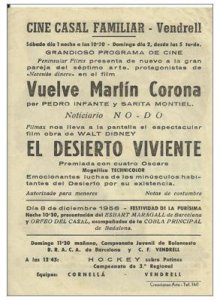 CINE CASAL FAMILIAR - Vendrell
Sábado día 1 noche a las 10'30 - Domingo día 2, desde las 5 tarde.
GRANDIOSO PROGRAMA DE CINE
Peninsular Films presenta de nuevo a la gran
pareja del séptimo arte, protagonistas de
«Necesito dinero» en el film
Vuelve Marlín Corona
por PEDRO INFANTE y SARITA MONTIEL.
Noticiario NO-DO
Filmax nos lleva a la pantalla el espectacular
film obra de WALT DISNEY
EL DESIERTO VIVIENTE
Premiada con cuatro Oscars
Magnífico TECHNICOLOR
Emocionantes luchas de los minúsculos habi-
tantes del Desierto por su existencia.
Autorizada para menores Notas de costumbre
Día 8 de diciembre 1956 - FESTIVIDAD DE LA PURÍSIMA
Noche 10'30, presentación del ESBART MARAGALL de Barcelona
y ORFEO DEL CASAL, acompañados de la COBLA PRINCIPAL
de Badalona.
Domingo 11'30 mañana, Campeonato Juvenil de Baloncesto
B. R. A. C. A. de Barcelona y C. F. VENDRELL
A las 12'45: HOCKEY sobre Patines
Campeonato de 3.ª Regional
Equipos: CORNELLÁ VENDRELL